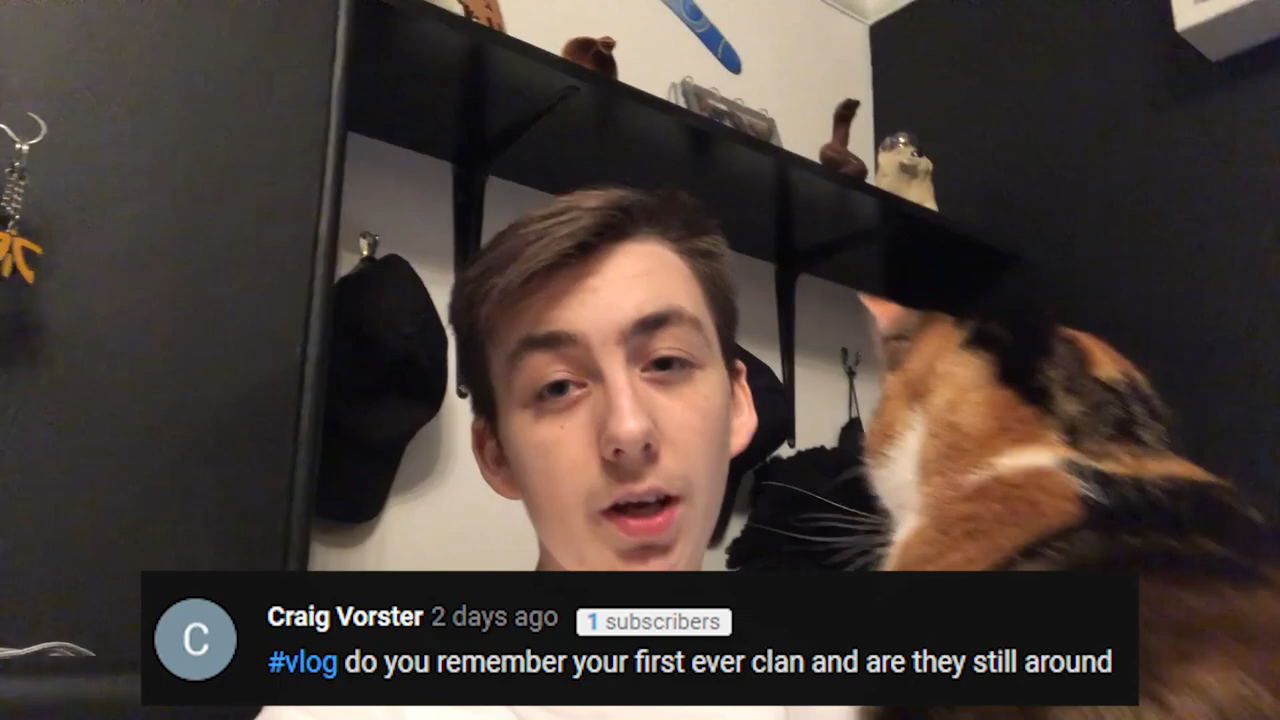 C
Craig Vorster 2 days ago 1 subscribers
#vlog do you remember your first ever clan and are they still around